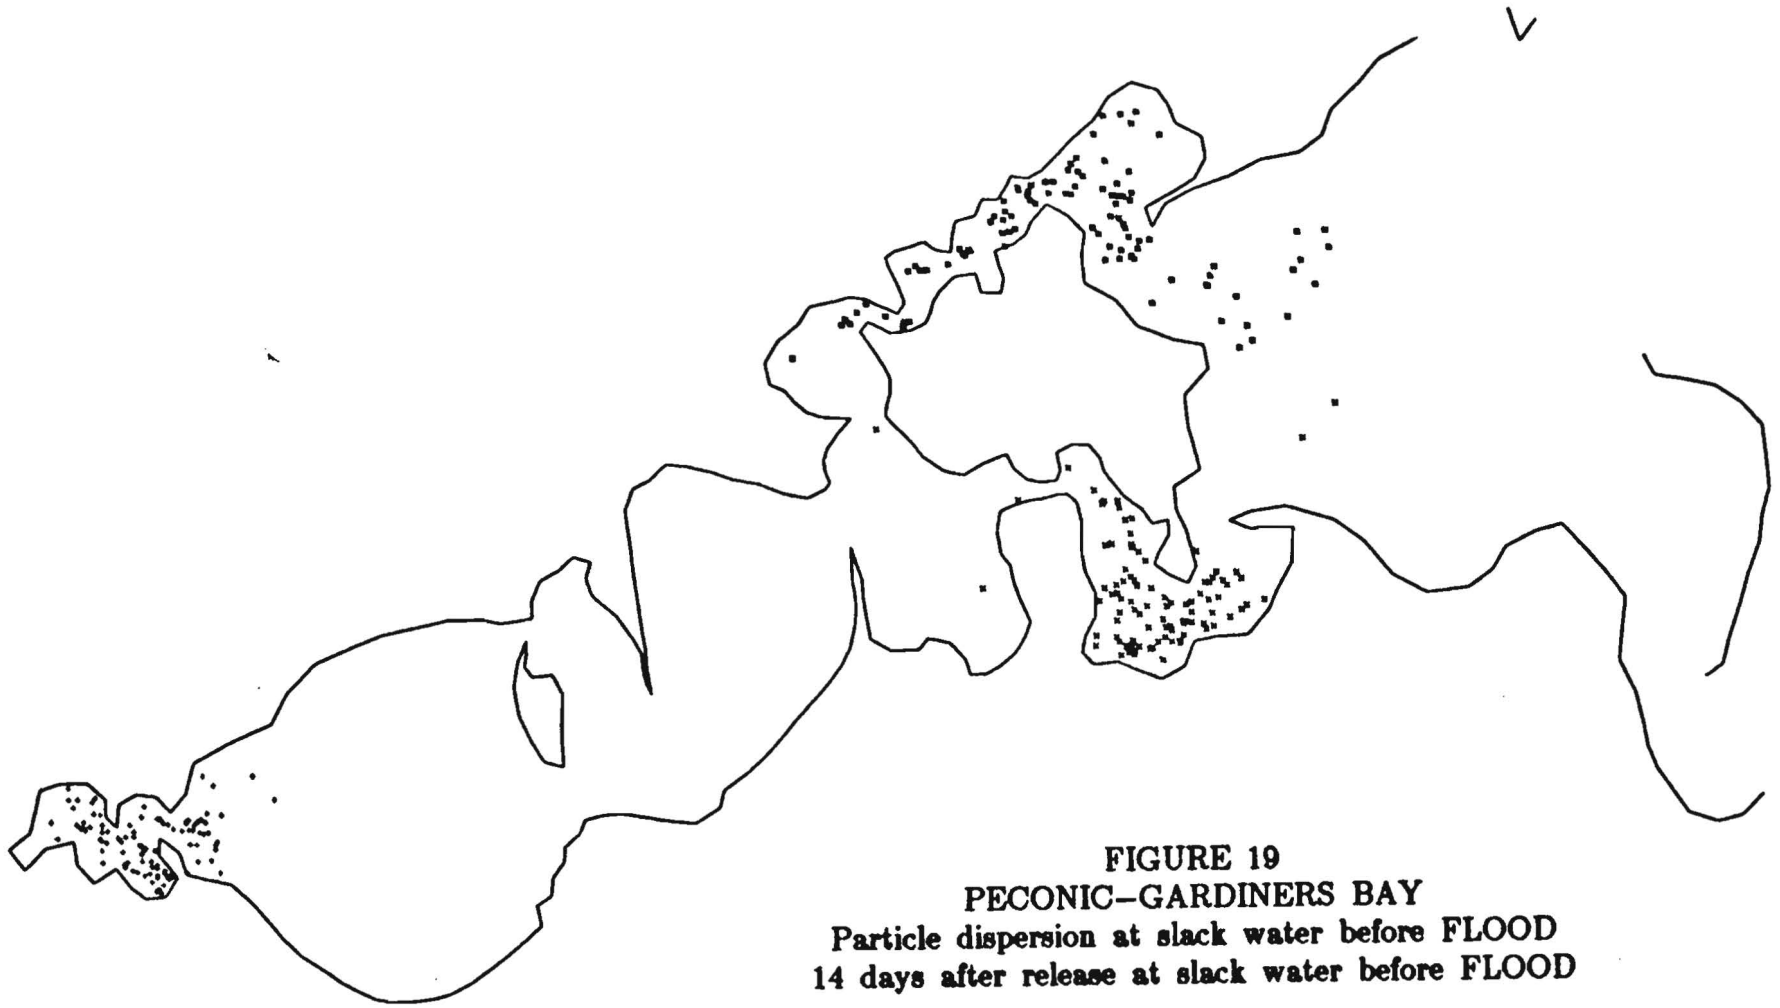 FIGURE 19
PECONIC–GARDINERS BAY
Particle dispersion at slack water before FLOOD
14 days after release at slack water before FLOOD